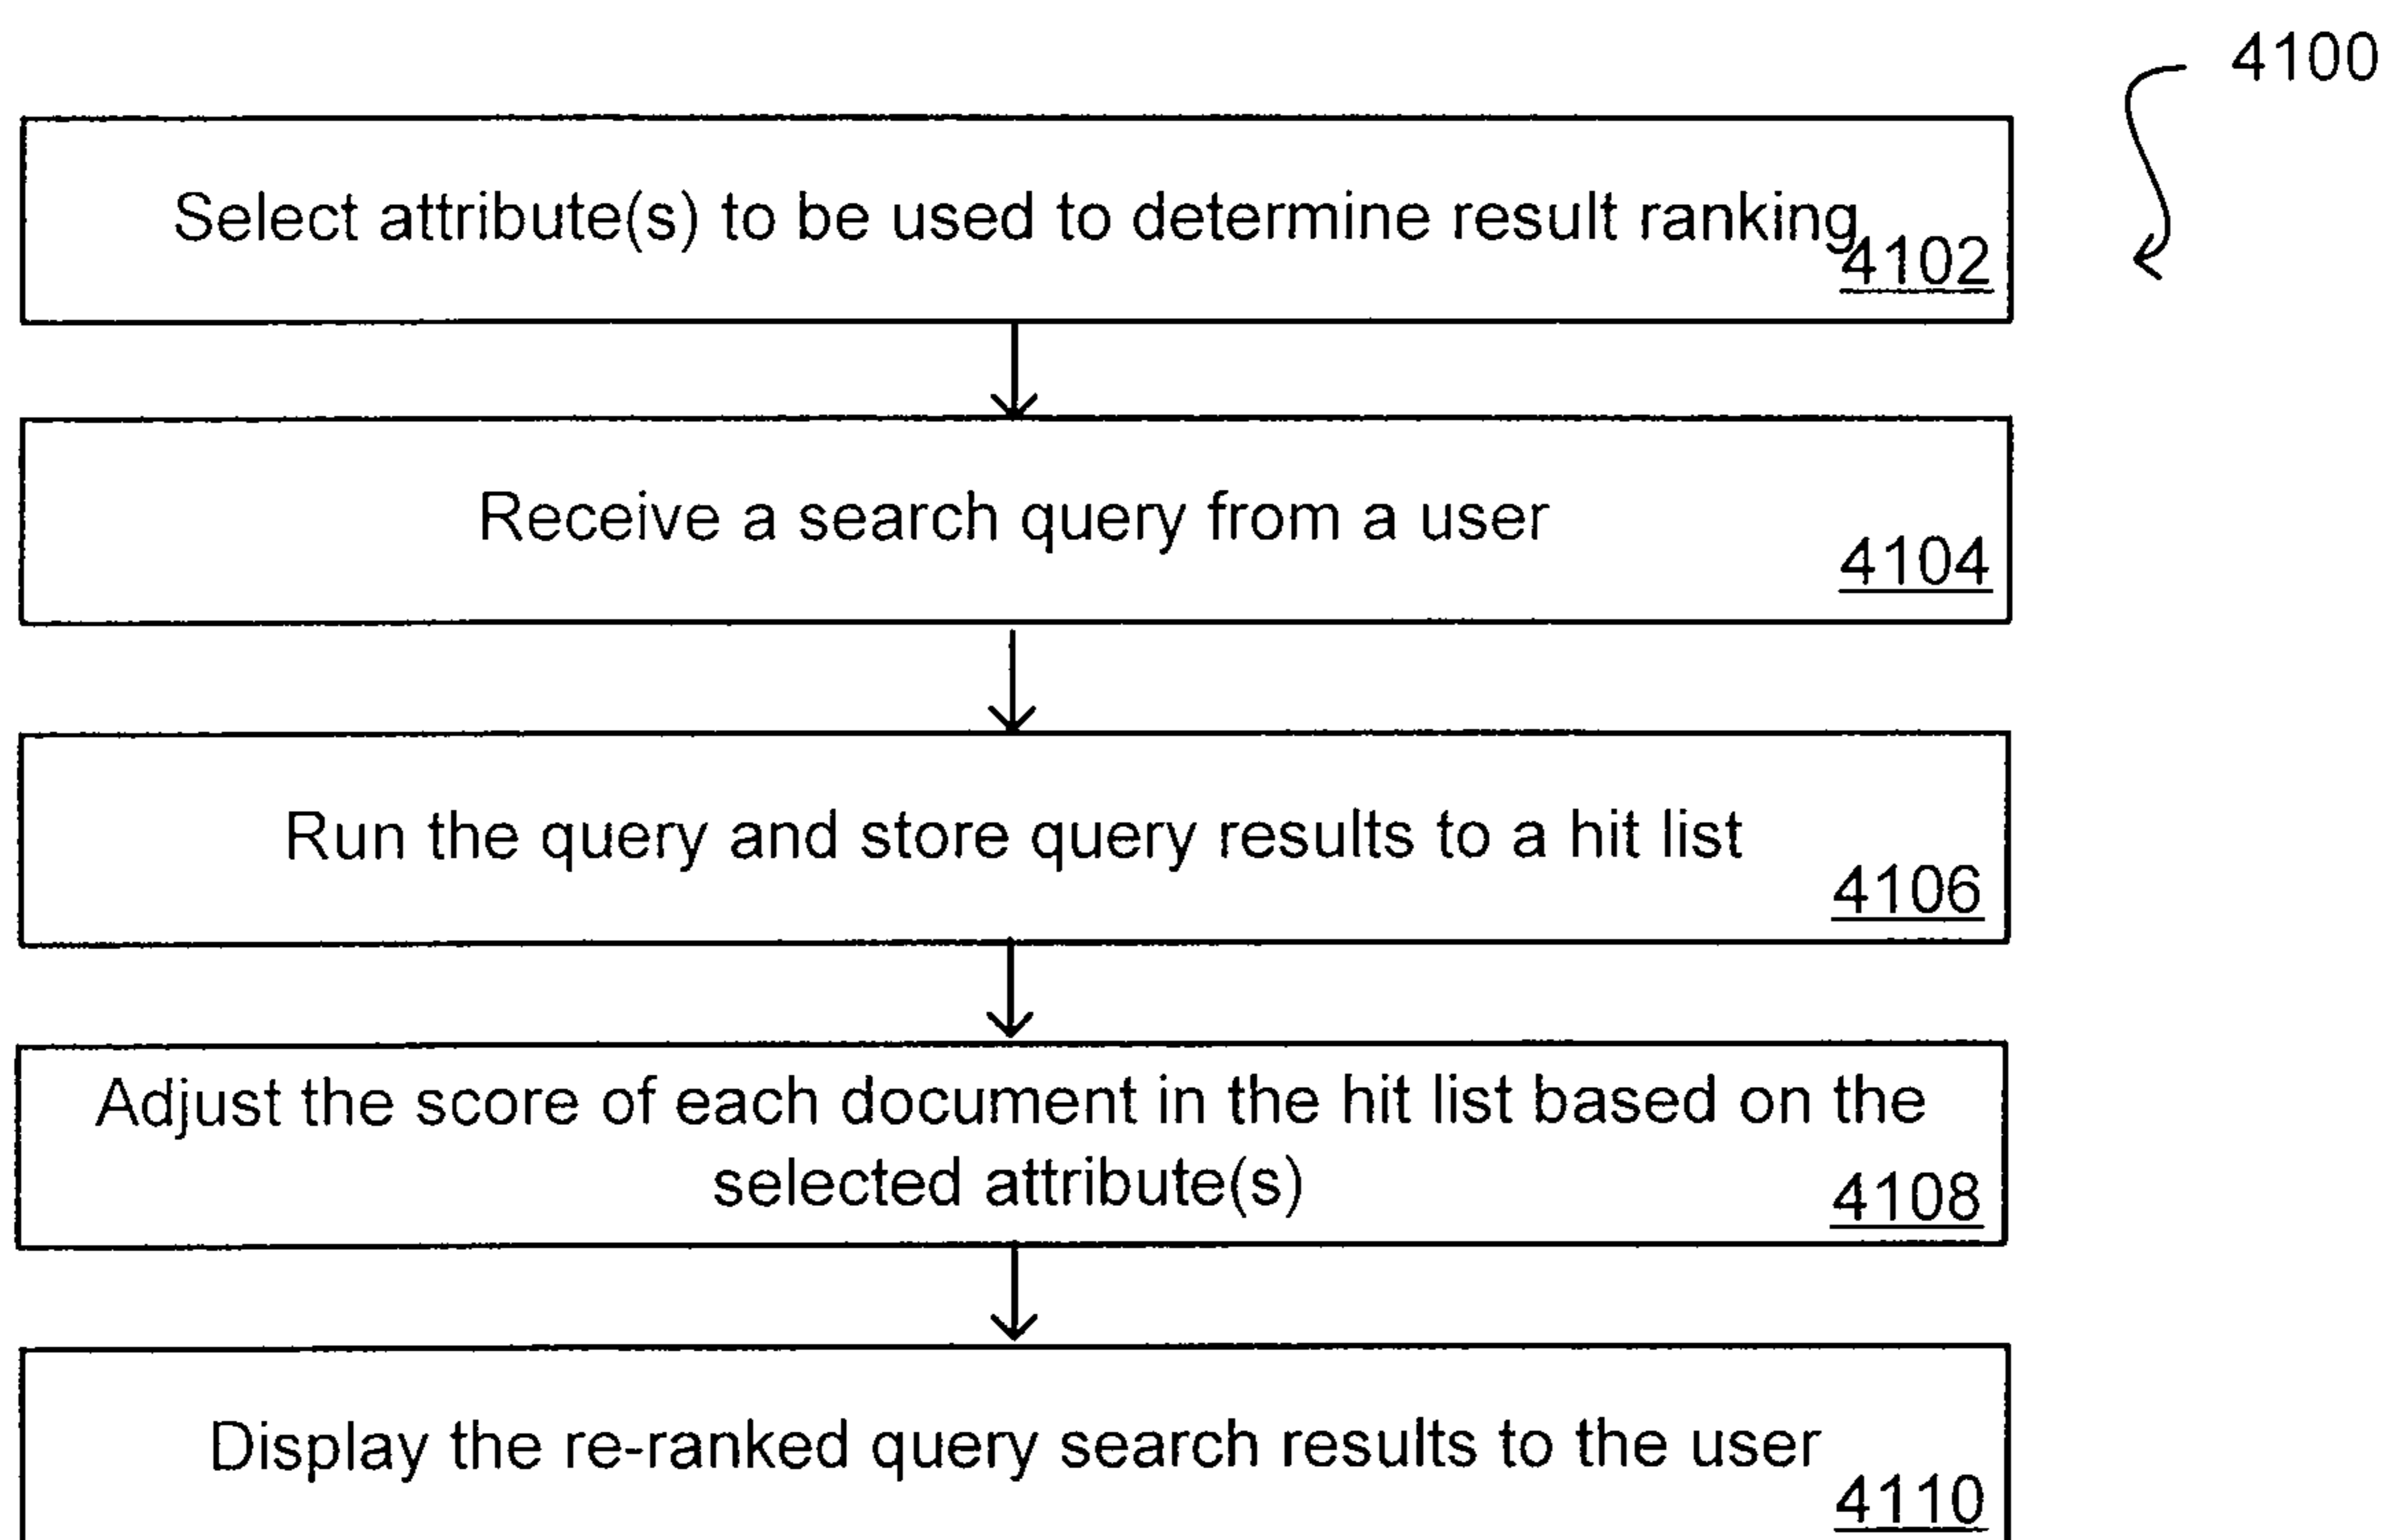 4100
Select attribute(s) to be used to determine result ranking
4102
Receive a search query from a user
4104
Run the query and store query results to a hit list
4106
Adjust the score of each document in the hit list based on the
selected attribute(s)
4108
Display the re-ranked query search results to the user
4110